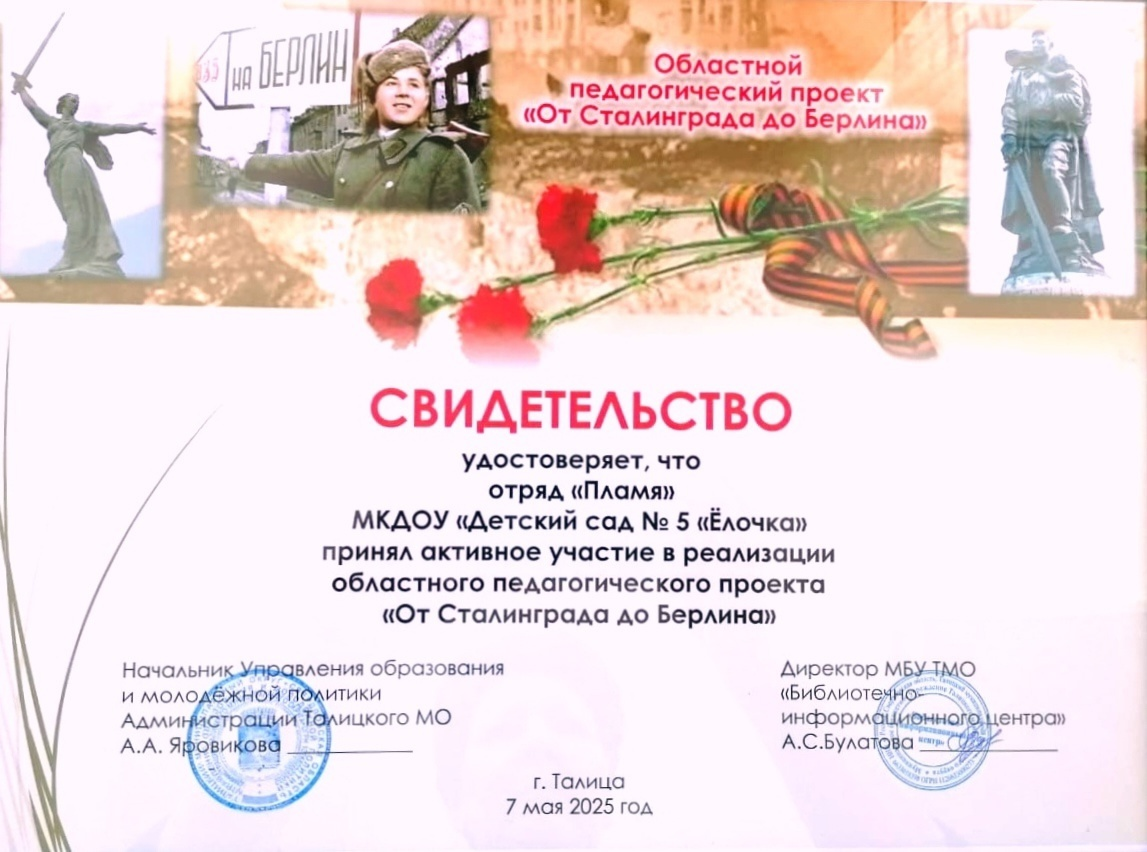 НА БЕРЛИН
Областной
педагогический проект
«От Сталинграда до Берлина»
СВИДЕТЕЛЬСТВО
удостоверяет, что
отряд «Пламя»
МКДОУ «Детский сад № 5 «Ёлочка»
принял активное участие в реализации
областного педагогического проекта
«От Сталинграда до Берлина»
Начальник Управления образования
и молодёжной политики
Администрации Талицкого МО
А.А. Яровикова
Директор МБУ ТМО
«Библиотечно-
информационного центра»
А.С.Булатова
г. Талица
7 мая 2025 год